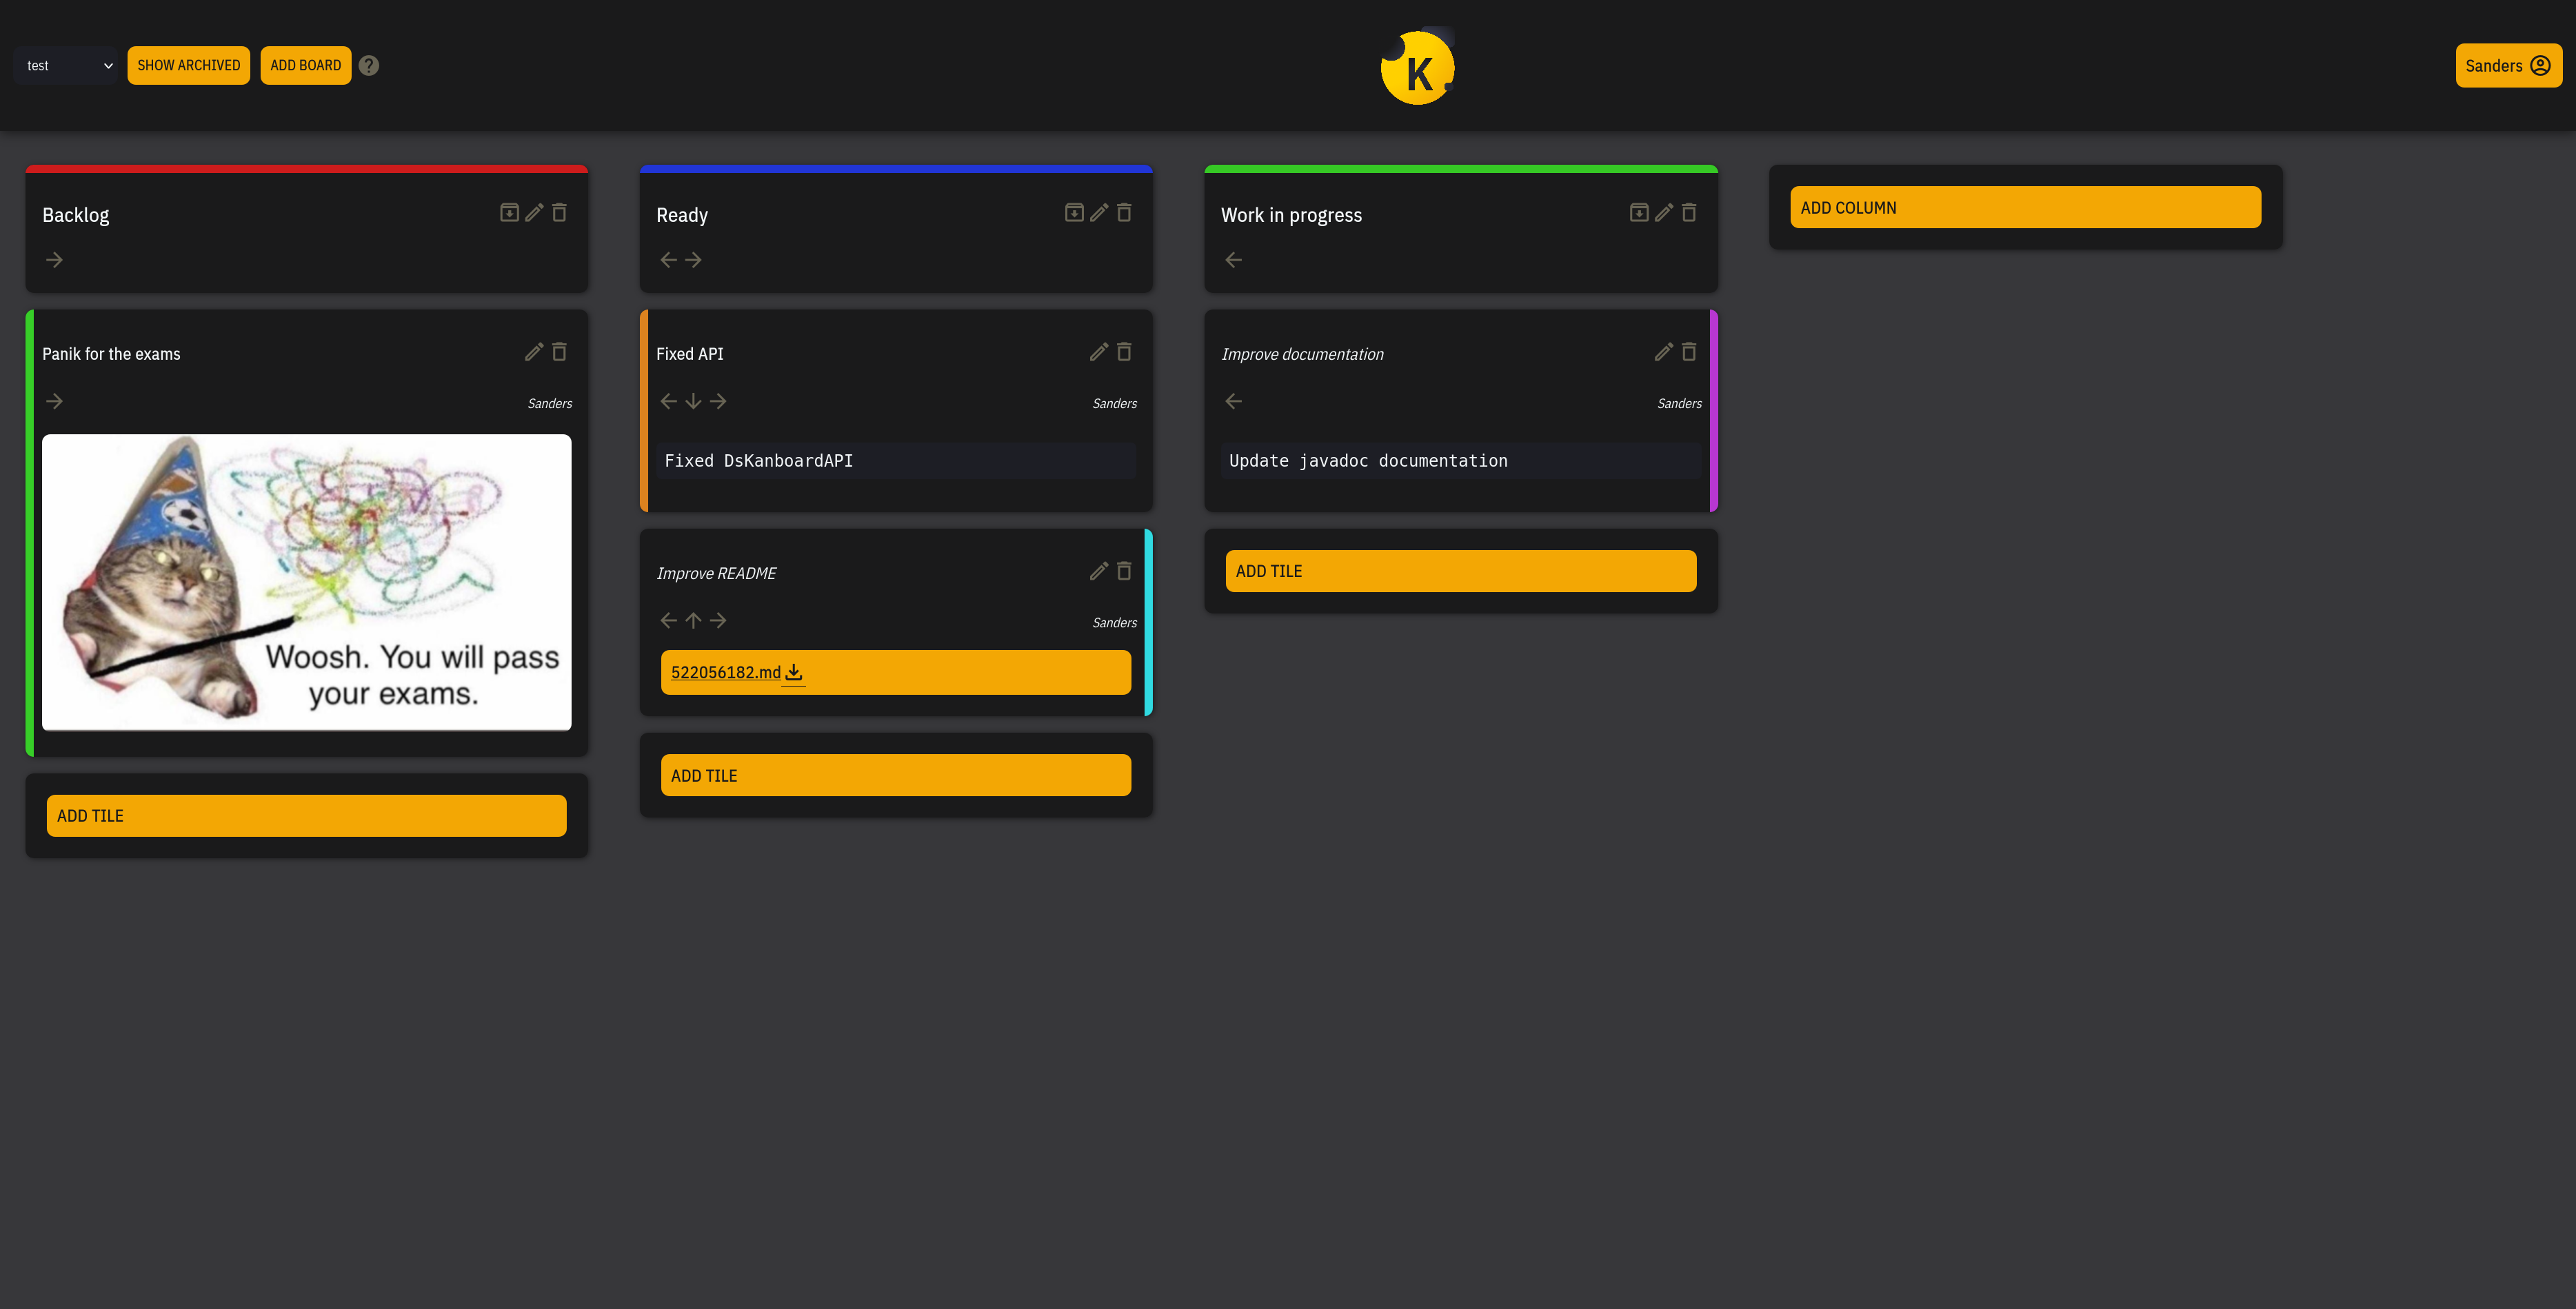 test
SHOW ARCHIVED
ADD BOARD
?
K
Sanders
Backlog
Panik for the exams
Sanders
Woosh. You will pass
your exams.
ADD TILE
Ready
Fixed API
Sanders
Fixed DsKanboardAPI
Improve README
Sanders
522056182.md
ADD TILE
Work in progress
Improve documentation
Sanders
Update javadoc documentation
ADD TILE
ADD COLUMN